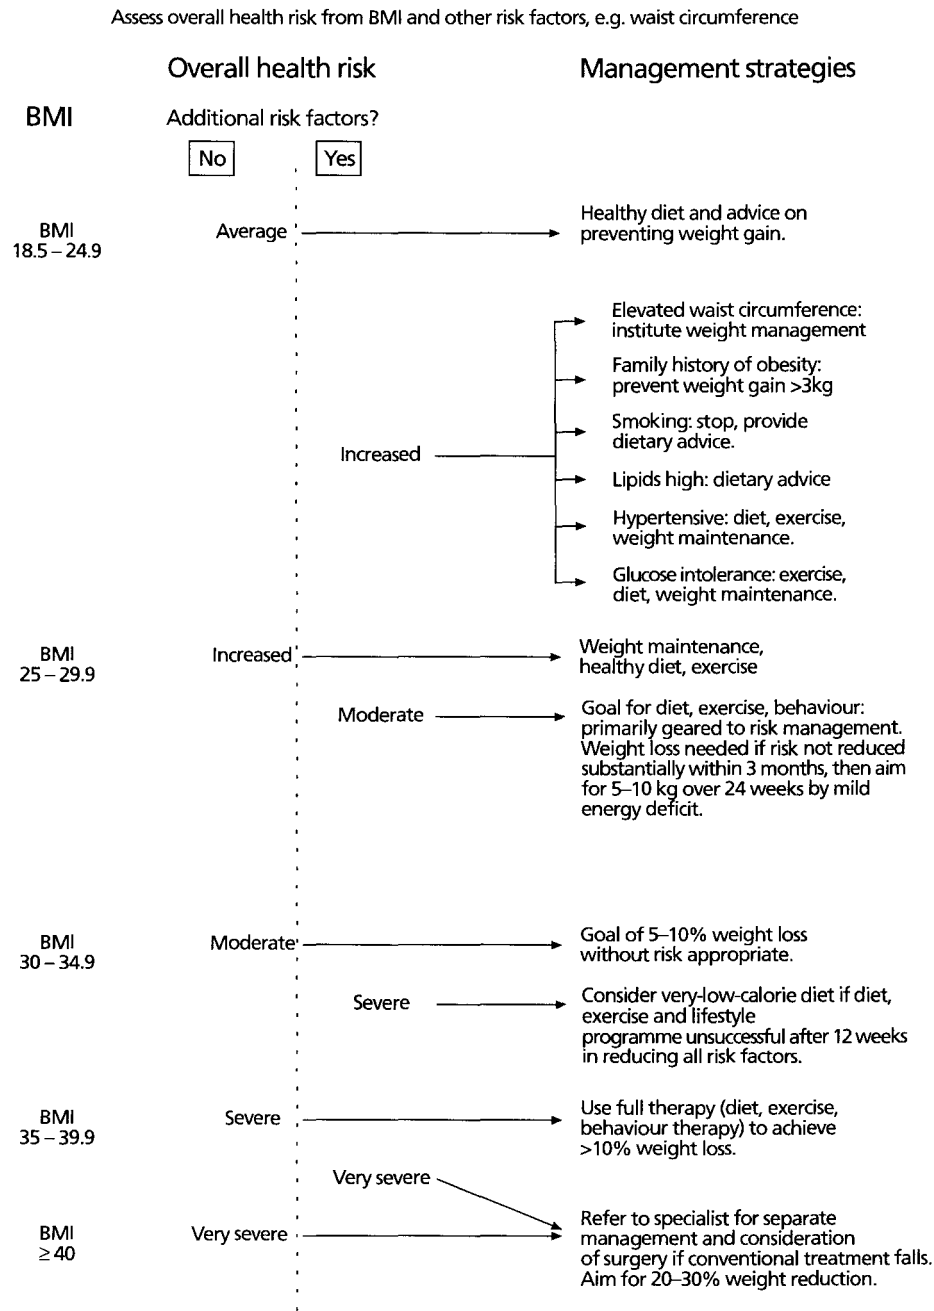 Assess overall health risk from BMI and other risk factors, e.g. waist circumference
Overall health risk
Management strategies
BMI
Additional risk factors?
No
Yes
BMI
18.5 – 24.9
Average
Healthy diet and advice on
preventing weight gain.
Increased
Elevated waist circumference:
institute weight management
Family history of obesity:
prevent weight gain >3kg
Smoking: stop, provide
dietary advice.
Lipids high: dietary advice
Hypertensive: diet, exercise,
weight maintenance.
Glucose intolerance: exercise,
diet, weight maintenance.
BMI
25 – 29.9
Increased
Weight maintenance,
healthy diet, exercise
Moderate
Goal for diet, exercise, behaviour:
primarily geared to risk management.
Weight loss needed if risk not reduced
substantially within 3 months, then aim
for 5–10 kg over 24 weeks by mild
energy deficit.
BMI
30 – 34.9
Moderate
Goal of 5–10% weight loss
without risk appropriate.
Severe
Consider very-low-calorie diet if diet,
exercise and lifestyle
programme unsuccessful after 12 weeks
in reducing all risk factors.
BMI
35 – 39.9
Severe
Use full therapy (diet, exercise,
behaviour therapy) to achieve
>10% weight loss.
Very severe
BMI
≥ 40
Very severe
Refer to specialist for separate
management and consideration
of surgery if conventional treatment falls.
Aim for 20–30% weight reduction.